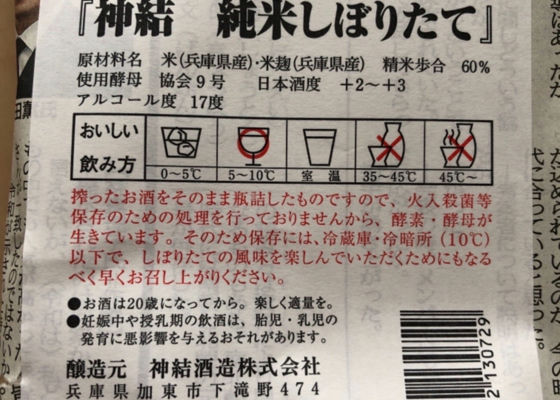 『神結 純米しぼりたて』
原材料名 米(兵庫県産)・米麹(兵庫県産) 精米歩合 60%
使用酵母 協会9号 日本酒度 +2〜+3
アルコール度 17度
おいしい
飲み方
0〜5℃ 5〜10℃ 室温 35〜45℃ 45℃〜
搾ったお酒をそのまま瓶詰したものですので、火入殺菌等
保存のための処理を行っておりませんから、酵素・酵母が
生きています。そのため保存には、冷蔵庫・冷暗所(10℃)
以下で、しぼりたての風味を楽しんでいただくためにもなる
べく早くお召し上がりください。
●お酒は20歳になってから。楽しく適量を。
●妊娠中や授乳期の飲酒は、胎児・乳児の
発育に悪影響を与えるおそれがあります。
醸造元 神結酒造株式会社
兵庫県加東市下滝野474
2130729